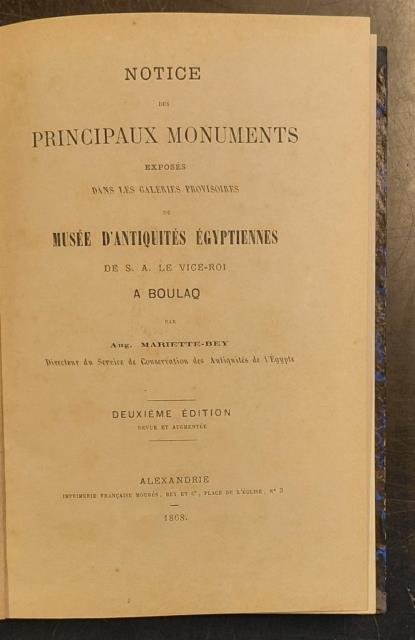 NOTICE
DES
PRINCIPAUX MONUMENTS
EXPOSÉS
DANS LES GALERIES PROVISOIRES
DU
MUSÉE D'ANTIQUITÉS ÉGYPTIENNES
DE S. A. LE VICE-ROI
A BOULAQ
PAR
Aug. MARIETTE-BEY
Directeur du Service de Conservation des Antiquités de l'Égypte
DEUXIÈME ÉDITION
REVUE ET AUGMENTÉE
ALEXANDRIE
IMPRIMERIE FRANÇAISE MOURÈS, REY ET Cie, PLACE DE L'ÉGLISE, No 3
1868.